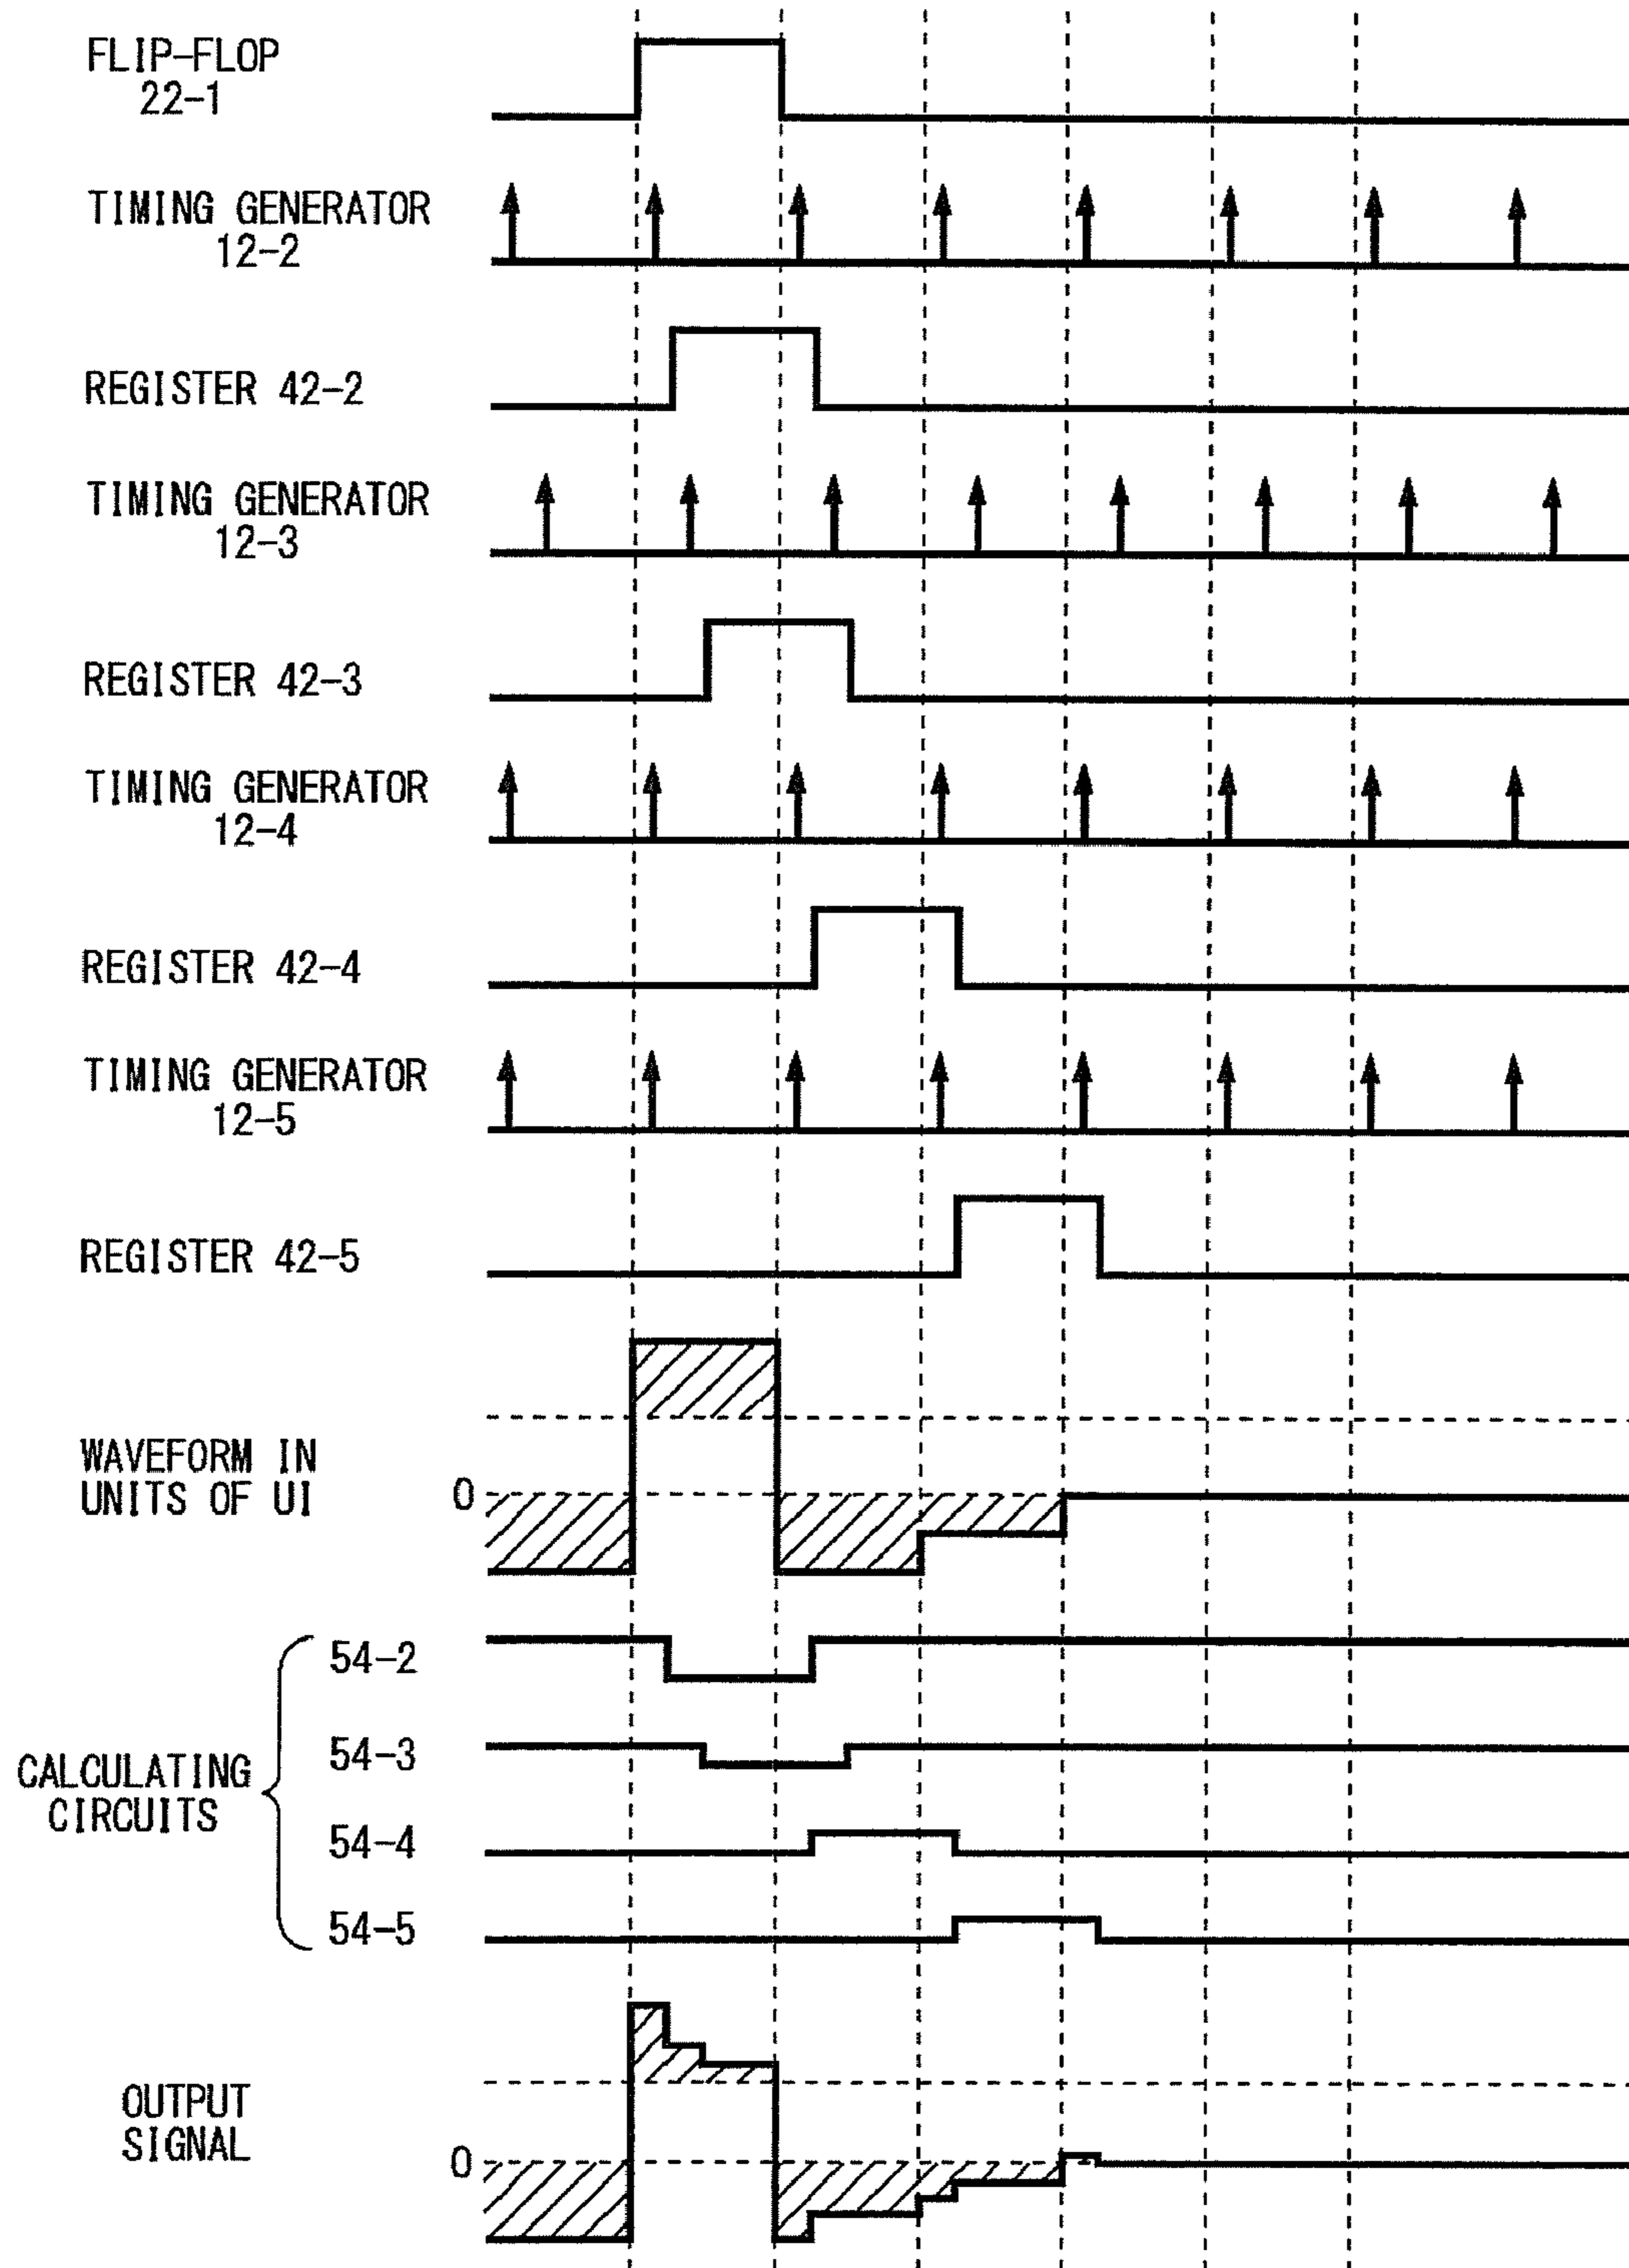 FLIP-FLOP
22-1
TIMING GENERATOR
12-2
REGISTER 42-2
TIMING GENERATOR
12-3
REGISTER 42-3
TIMING GENERATOR
12-4
REGISTER 42-4
TIMING GENERATOR
12-5
REGISTER 42-5
WAVEFORM IN
UNITS OF UI
0
CALCULATING
CIRCUITS
54-2
54-3
54-4
54-5
OUTPUT
SIGNAL
0